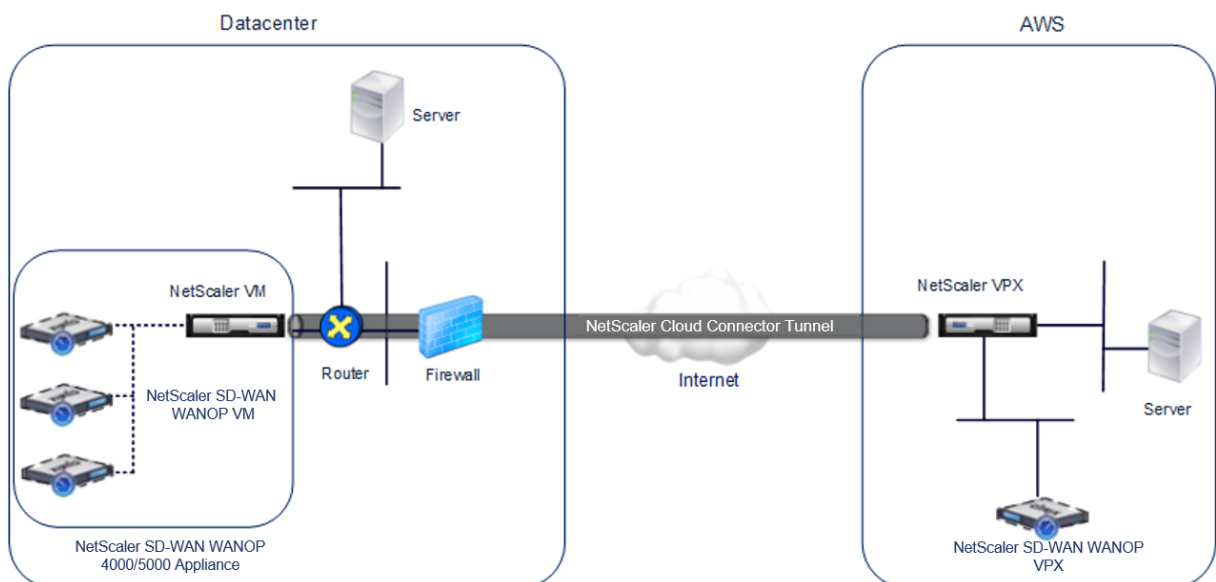 Datacenter
AWS
Server
NetScaler VM
NetScaler VPX
NetScaler Cloud Connector Tunnel
Router
Firewall
Internet
NetScaler SD-WAN
WANOP VM
Server
NetScaler SD-WAN WANOP
4000/5000 Appliance
NetScaler SD-WAN WANOP
VPX